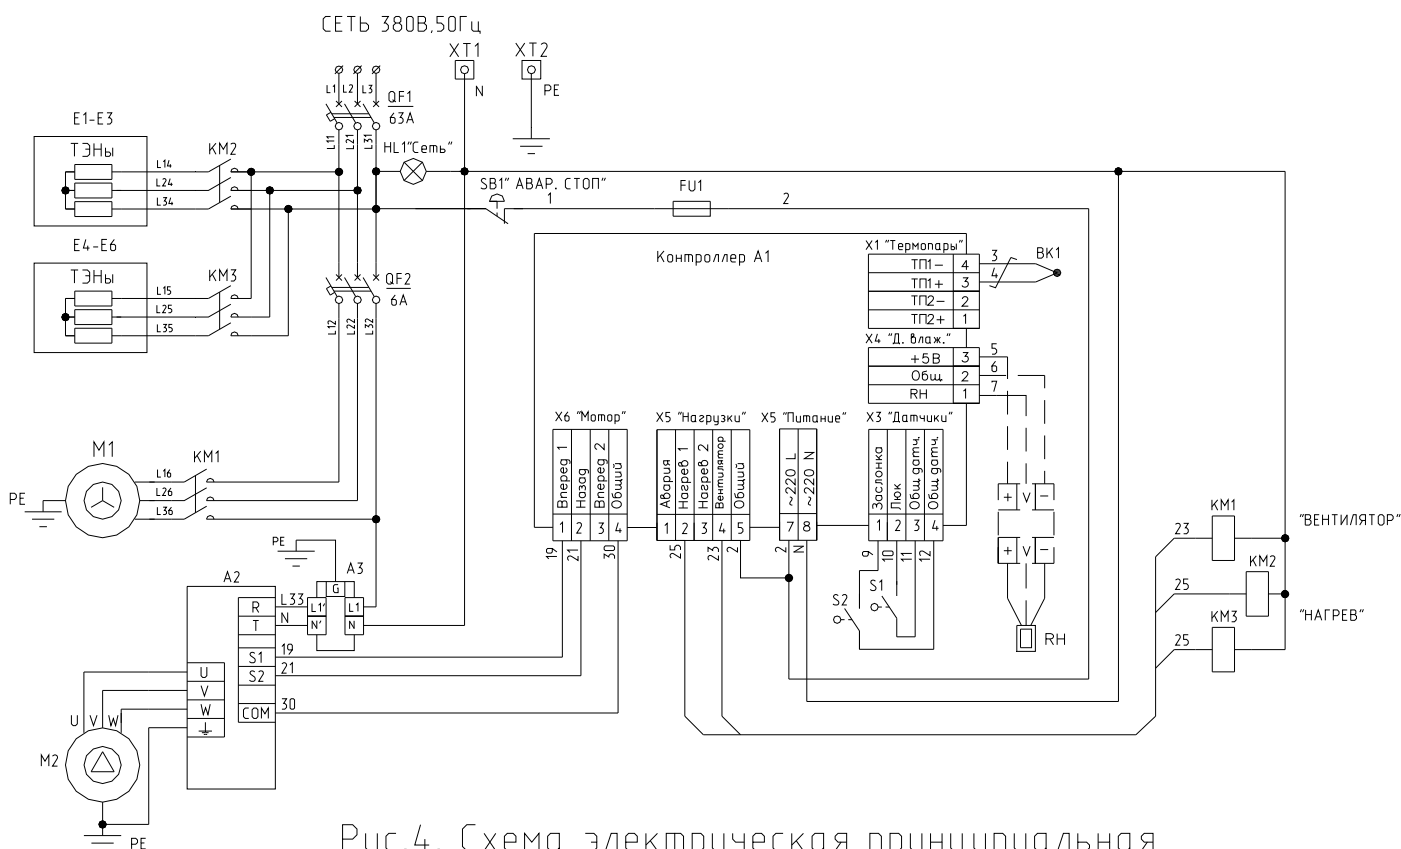 СЕТЬ 380В,50Гц
XT1 XT2
L1 L2 L3
N PE
QF1
63А
L11 L21 L31
E1-E3
ТЭНы
L14
L24
L34
KM2
HL1"Сеть"
SB1" АВАР. СТОП"
1
FU1
2
E4-E6
ТЭНы
L15
L25
L35
KM3
QF2
6А
L12 L22 L32
Контроллер А1
X1 "Термопары"
ТП1- 4
ТП1+ 3
ТП2- 2
ТП2+ 1
3
4
BK1
X4 "Д. влаж."
+5В 3
Общ. 2
RH 1
5
6
7
X6 "Мотор"
Вперед 1
Назад
Вперед 2
Общий
1 2 3 4
19 21 30
X5 "Нагрузки"
Авария
Нагрев 1
Нагрев 2
Вентилятор
Общий
1 2 3 4 5
25 23 2
X5 "Питание"
~220 L
~220 N
7 8
2 N
X3 "Датчики"
Заслонка
Люк
Общ. датч.
Общ. датч.
1 2 3 4
9 10 11 12
S2 S1
+ V -
+ V -
RH
M1
PE
L16
L26
L36
KM1
23 KM1 "ВЕНТИЛЯТОР"
25 KM2
25 KM3 "НАГРЕВ"
PE
A3
G
L1' L1
N' N
A2
R L33
T N
S1 19
S2 21
COM 30
U
V
W
U V W
M2
PE
Рис.4. Схема электрическая принципиальная